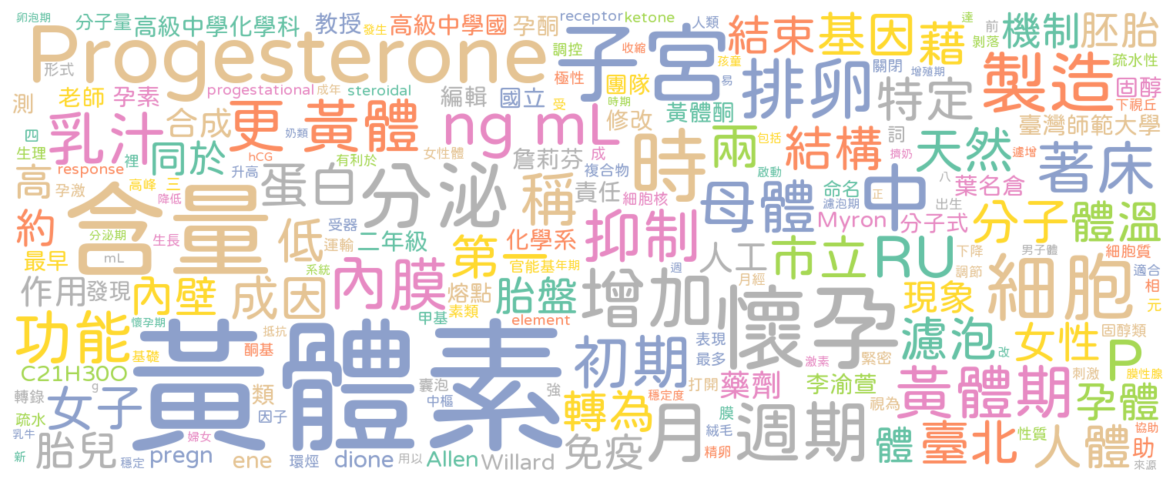 卵泡期 分子量 高級中學化學科 教授 發生 高級中學國 孕酮 receptor ketone 人類 達 前 剝落 機制 胚胎
Progesterone 子宮 結束 基因 藉 疏水性
形式 調控 收縮 孩童 易 增殖期
極性 團隊 關閉 排卵 特定 製造 固醇 下視丘
測 老師 孕素 progestational 成年 steroidal 編輯 國立 受 時期 黃體酮 修改 詞 臺灣師範大學
四 生理 乳汁 合成 奶類 更 黃體 ng mL 包括 兩 結構 天然 擠奶 爐增 著床
裡 同於 hCG 有利於 女性體 詹莉芬 成 啟動 濾泡期 命名 正 八 出生
response 升高 蛋白 分泌 複合物 責任 時 母體 中 葉名倉
高 孕激 高峰 三 降低 稱 細胞核 Myron 分子式 分子 體溫
約 含量 受器 運輸 二年級 低 化學系 抑制 市立 RU 細胞質
分泌期 生長 最早 mL 系統 第一 官能基 年期 人工 下降 男子體 適合
作用 發現 內壁 成因 內膜 熔點 胎盤 增加 週 月經 懷孕 調節 現象 細胞 相 元
功能 懷孕期 抵抗 素類 甲基 element 表現 濾泡 女性 固醇類
C21H30O 基礎 酮基 黃體素 初期 最多 激素 緊密 改 P
轉錄 g 女子 類 囊泡 中樞 強 轉為 打開 藥劑 李渝萱 視為 刺激 膜性腺 黃體期 孕體
疏水 因子 穩定度 膜 絨毛 月週期 體 臺北 性質 協助
乳牛 新 胎兒 婦女 穩定 pregn ene 環烴 dione 用以 Allen Willard 免疫 精卵 人體 助 來源